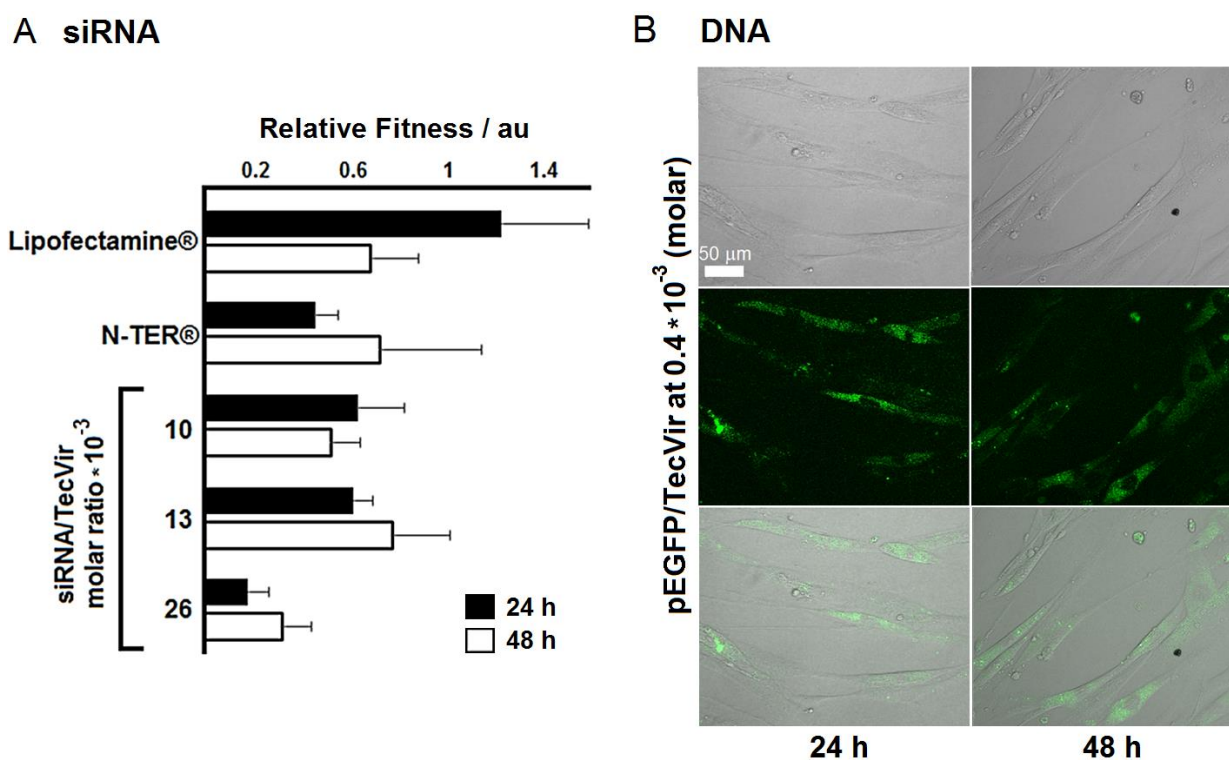 A siRNA
Relative Fitness / au
0.2 0.6 1 1.4
Lipofectamine®
N-TER®
siRNA/TecVir
molar ratio*10-3
10
13
26
24 h
48 h
B DNA
pEGFP/TecVir at 0.4*10-3 (molar)
50 µm
24 h 48 h